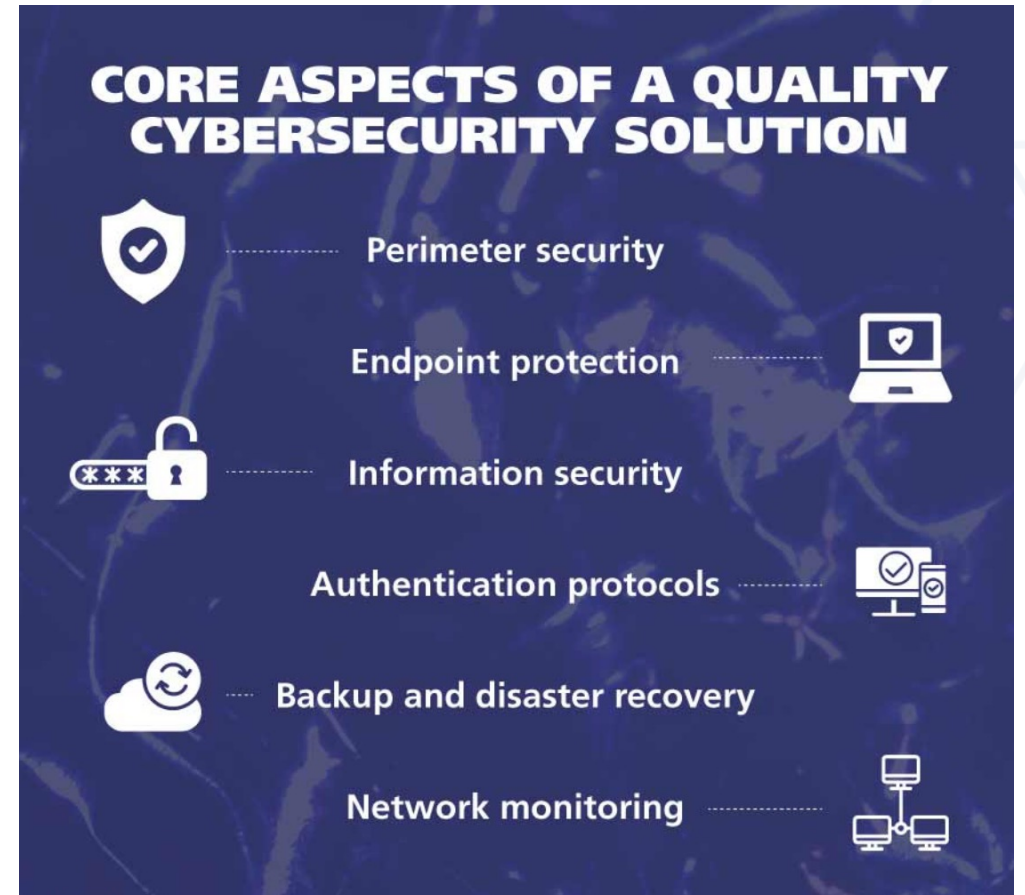 CORE ASPECTS OF A QUALITY
CYBERSECURITY SOLUTION
Perimeter security
Endpoint protection
***
Information security
Authentication protocols
Backup and disaster recovery
Network monitoring